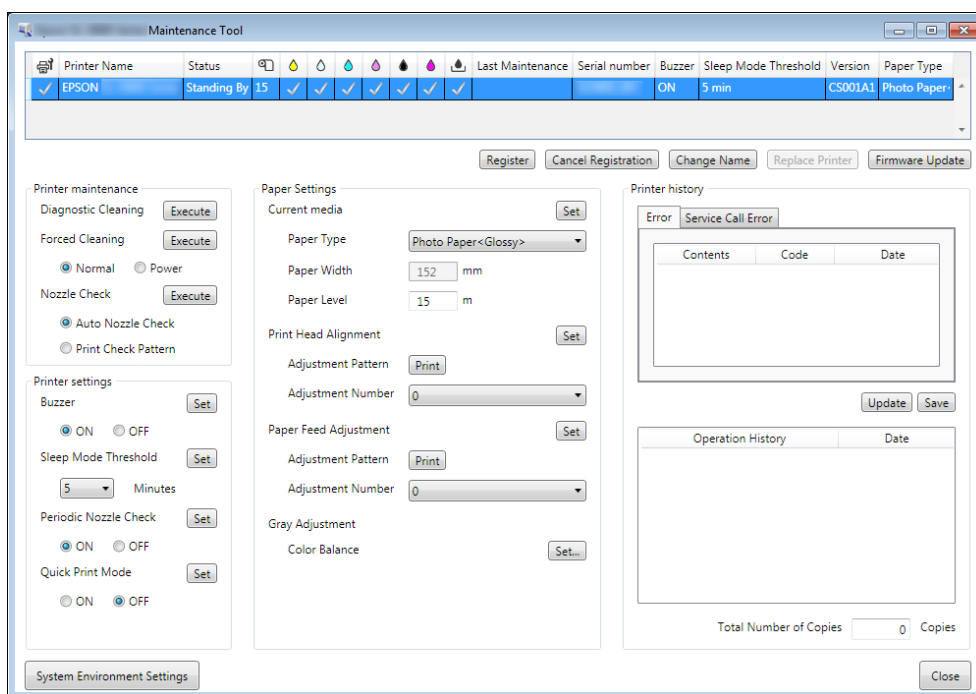 Maintenance Tool
Printer Name Status Last Maintenance Serial number Buzzer Sleep Mode Threshold Version Paper Type
EPSON Standing By 15 ON 5 min CS001A1 Photo Paper
Register Cancel Registration Change Name Replace Printer Firmware Update
Printer maintenance
Diagnostic Cleaning Execute
Forced Cleaning Execute
Normal Power
Nozzle Check Execute
Auto Nozzle Check
Print Check Pattern
Printer settings
Buzzer Set
ON OFF
Sleep Mode Threshold Set
5 Minutes
Periodic Nozzle Check Set
ON OFF
Quick Print Mode Set
ON OFF
Paper Settings
Current media Set
Paper Type Photo Paper<Glossy>
Paper Width 152 mm
Paper Level 15 m
Print Head Alignment Set
Adjustment Pattern Print
Adjustment Number 0
Paper Feed Adjustment Set
Adjustment Pattern Print
Adjustment Number 0
Gray Adjustment
Color Balance Set...
Printer history
Error Service Call Error
Contents Code Date
Update Save
Operation History Date
Total Number of Copies 0 Copies
System Environment Settings Close